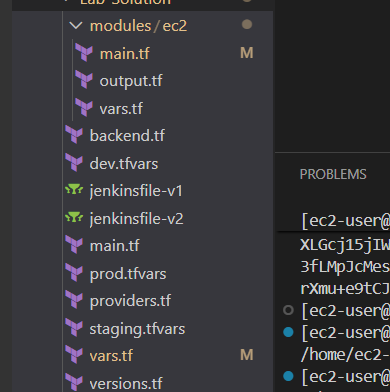 Lab-Solution
modules / ec2
main.tf M
output.tf
vars.tf
backend.tf
dev.tfvars
jenkinsfile-v1
jenkinsfile-v2
main.tf
prod.tfvars
providers.tf
staging.tfvars
vars.tf M
versions.tf
PROBLEMS
[ec2-user@
XLGcj15jIW
3fLMpJcMes
rXmu+e9tCJ
[ec2-user@
[ec2-user@
/home/ec2-
[ec2-user@